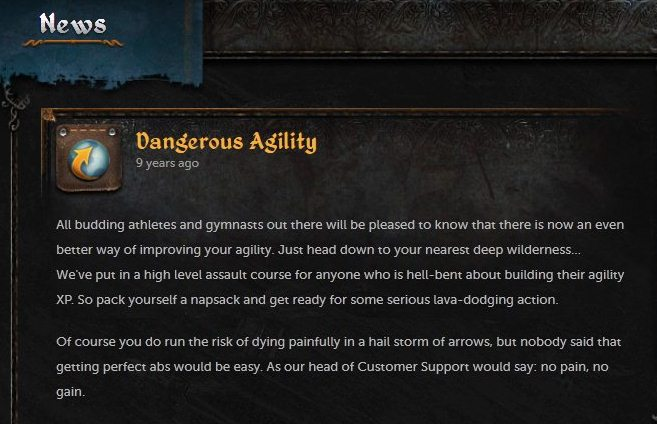 News
Dangerous Agility
9 years ago
All budding athletes and gymnasts out there will be pleased to know that there is now an even
better way of improving your agility. Just head down to your nearest deep wilderness...
We've put in a high level assault course for anyone who is hell-bent about building their agility
XP. So pack yourself a napsack and get ready for some serious lava-dodging action.
Of course you do run the risk of dying painfully in a hail storm of arrows, but nobody said that
getting perfect abs would be easy. As our head of Customer Support would say: no pain, no
gain.